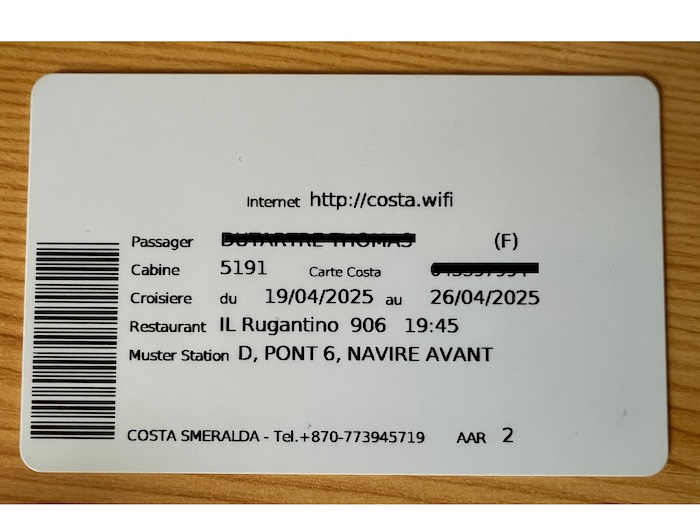 Internet http://costa.wifi
Passager (F)
Cabine 5191 Carte Costa
Croisiere du 19/04/2025 au 26/04/2025
Restaurant IL Rugantino 906 19:45
Muster Station D, PONT 6, NAVIRE AVANT
COSTA SMERALDA - Tel.+870-773945719 AAR 2